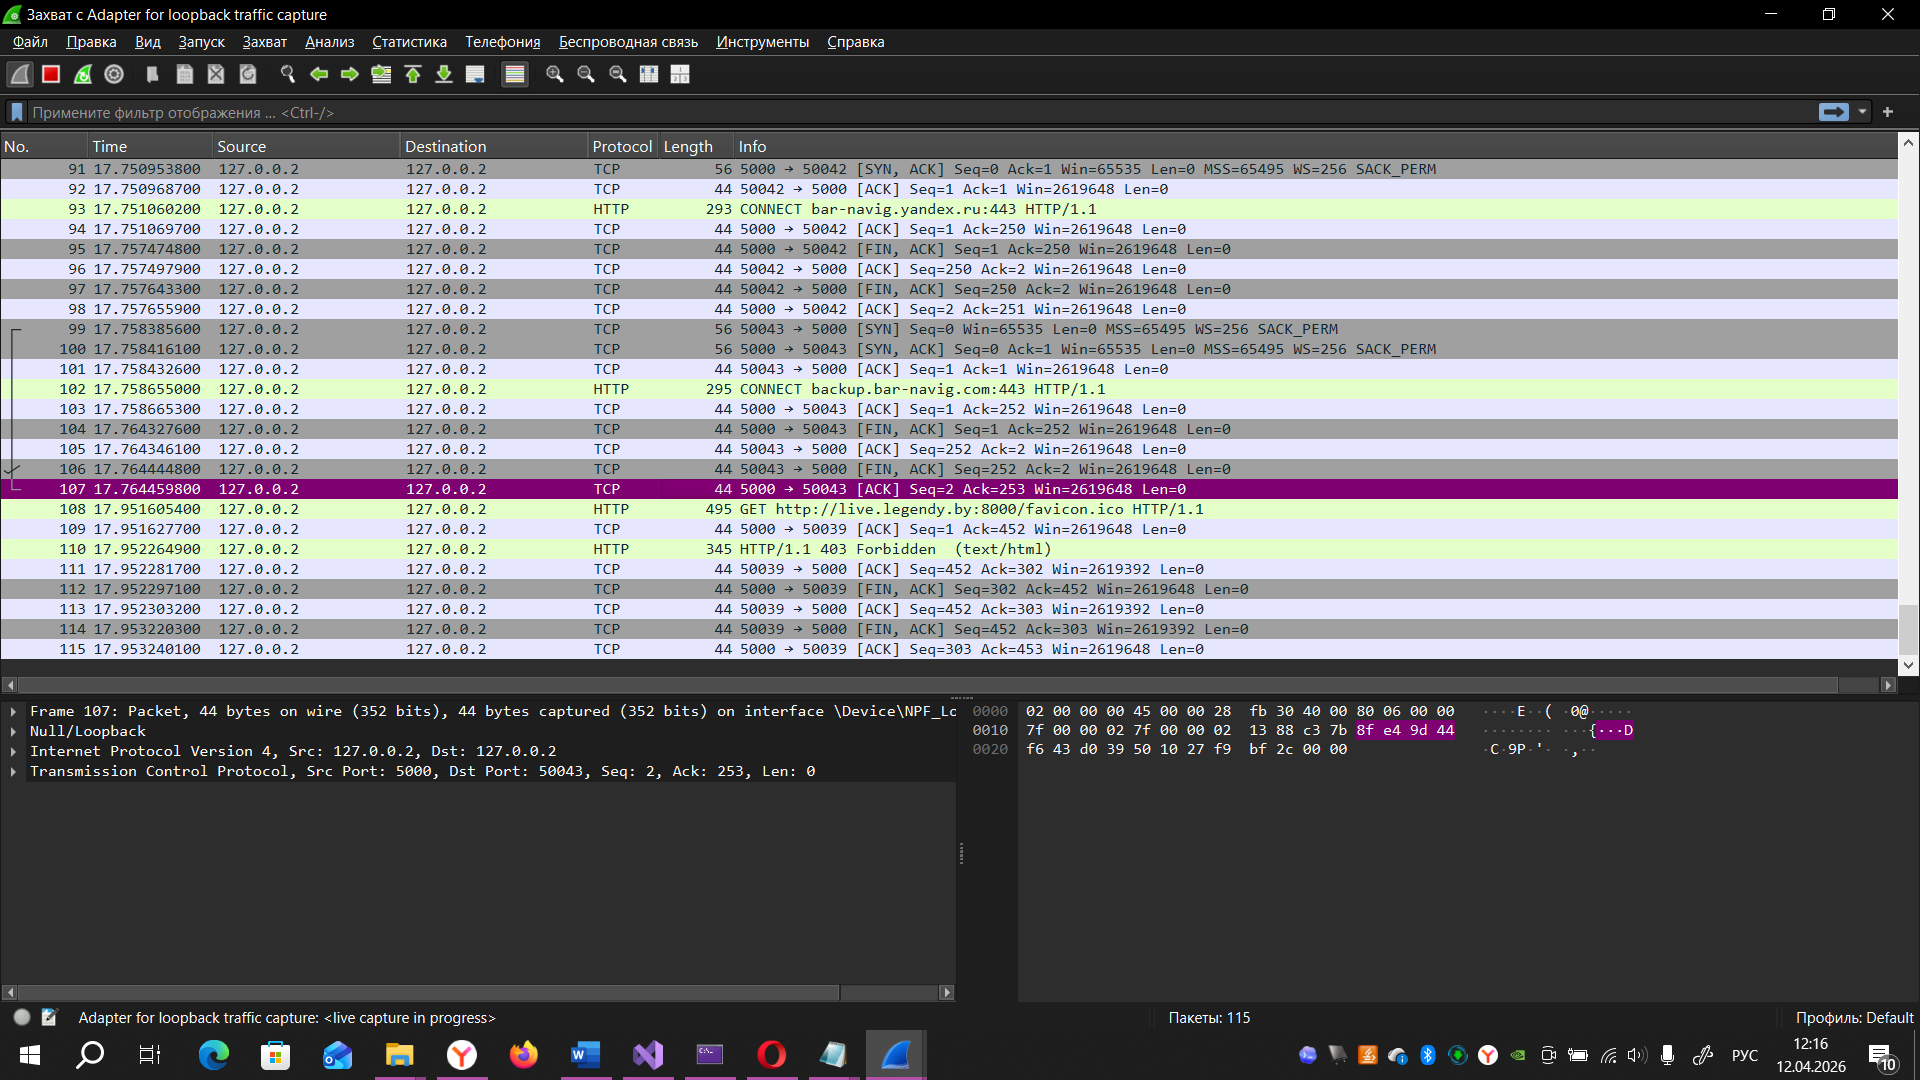 Захват с Adapter for loopback traffic capture
Файл Правка Вид Запуск Захват Анализ Статистика Телефония Беспроводная связь Инструменты Справка
Примените фильтр отображения ... <Ctrl-/>
No. Time Source Destination Protocol Length Info
91 17.750953800 127.0.0.2 127.0.0.2 TCP 56 5000 → 50042 [SYN, ACK] Seq=0 Ack=1 Win=65535 Len=0 MSS=65495 WS=256 SACK_PERM
92 17.750968700 127.0.0.2 127.0.0.2 TCP 44 50042 → 5000 [ACK] Seq=1 Ack=1 Win=2619648 Len=0
93 17.751060200 127.0.0.2 127.0.0.2 HTTP 293 CONNECT bar-navig.yandex.ru:443 HTTP/1.1
94 17.751069700 127.0.0.2 127.0.0.2 TCP 44 5000 → 50042 [ACK] Seq=1 Ack=250 Win=2619648 Len=0
95 17.757474800 127.0.0.2 127.0.0.2 TCP 44 5000 → 50042 [FIN, ACK] Seq=1 Ack=250 Win=2619648 Len=0
96 17.757497900 127.0.0.2 127.0.0.2 TCP 44 50042 → 5000 [ACK] Seq=250 Ack=2 Win=2619648 Len=0
97 17.757643300 127.0.0.2 127.0.0.2 TCP 44 50042 → 5000 [FIN, ACK] Seq=250 Ack=2 Win=2619648 Len=0
98 17.757655900 127.0.0.2 127.0.0.2 TCP 44 5000 → 50042 [ACK] Seq=2 Ack=251 Win=2619648 Len=0
99 17.758385600 127.0.0.2 127.0.0.2 TCP 56 50043 → 5000 [SYN] Seq=0 Win=65535 Len=0 MSS=65495 WS=256 SACK_PERM
100 17.758416100 127.0.0.2 127.0.0.2 TCP 56 5000 → 50043 [SYN, ACK] Seq=0 Ack=1 Win=65535 Len=0 MSS=65495 WS=256 SACK_PERM
101 17.758432600 127.0.0.2 127.0.0.2 TCP 44 50043 → 5000 [ACK] Seq=1 Ack=1 Win=2619648 Len=0
102 17.758655000 127.0.0.2 127.0.0.2 HTTP 295 CONNECT backup.bar-navig.com:443 HTTP/1.1
103 17.758665300 127.0.0.2 127.0.0.2 TCP 44 5000 → 50043 [ACK] Seq=1 Ack=252 Win=2619648 Len=0
104 17.764327600 127.0.0.2 127.0.0.2 TCP 44 5000 → 50043 [FIN, ACK] Seq=1 Ack=252 Win=2619648 Len=0
105 17.764346100 127.0.0.2 127.0.0.2 TCP 44 50043 → 5000 [ACK] Seq=252 Ack=2 Win=2619648 Len=0
106 17.764444800 127.0.0.2 127.0.0.2 TCP 44 50043 → 5000 [FIN, ACK] Seq=252 Ack=2 Win=2619648 Len=0
107 17.764459800 127.0.0.2 127.0.0.2 TCP 44 5000 → 50043 [ACK] Seq=2 Ack=253 Win=2619648 Len=0
108 17.951605400 127.0.0.2 127.0.0.2 HTTP 495 GET http://live.legendy.by:8000/favicon.ico HTTP/1.1
109 17.951627700 127.0.0.2 127.0.0.2 TCP 44 5000 → 50039 [ACK] Seq=1 Ack=452 Win=2619648 Len=0
110 17.952264900 127.0.0.2 127.0.0.2 HTTP 345 HTTP/1.1 403 Forbidden (text/html)
111 17.952281700 127.0.0.2 127.0.0.2 TCP 44 50039 → 5000 [ACK] Seq=452 Ack=302 Win=2619392 Len=0
112 17.952297100 127.0.0.2 127.0.0.2 TCP 44 5000 → 50039 [FIN, ACK] Seq=302 Ack=452 Win=2619648 Len=0
113 17.952303200 127.0.0.2 127.0.0.2 TCP 44 50039 → 5000 [ACK] Seq=452 Ack=303 Win=2619392 Len=0
114 17.953220300 127.0.0.2 127.0.0.2 TCP 44 50039 → 5000 [FIN, ACK] Seq=452 Ack=303 Win=2619392 Len=0
115 17.953240100 127.0.0.2 127.0.0.2 TCP 44 5000 → 50039 [ACK] Seq=303 Ack=453 Win=2619648 Len=0
Frame 107: Packet, 44 bytes on wire (352 bits), 44 bytes captured (352 bits) on interface \Device\NPF_Lo
Null/Loopback
Internet Protocol Version 4, Src: 127.0.0.2, Dst: 127.0.0.2
Transmission Control Protocol, Src Port: 5000, Dst Port: 50043, Seq: 2, Ack: 253, Len: 0
0000 02 00 00 00 45 00 00 28 fb 30 40 00 80 06 00 00 ····E··( ·0@·····
0010 7f 00 00 02 7f 00 00 02 13 88 c3 7b 8f e4 9d 44 ········ ···{···D
0020 f6 43 d0 39 50 10 27 f9 bf 2c 00 00 ·C·9P·'· ·,··
Adapter for loopback traffic capture: <live capture in progress>
Пакеты: 115
Профиль: Default
РУС
12:16
12.04.2026
10